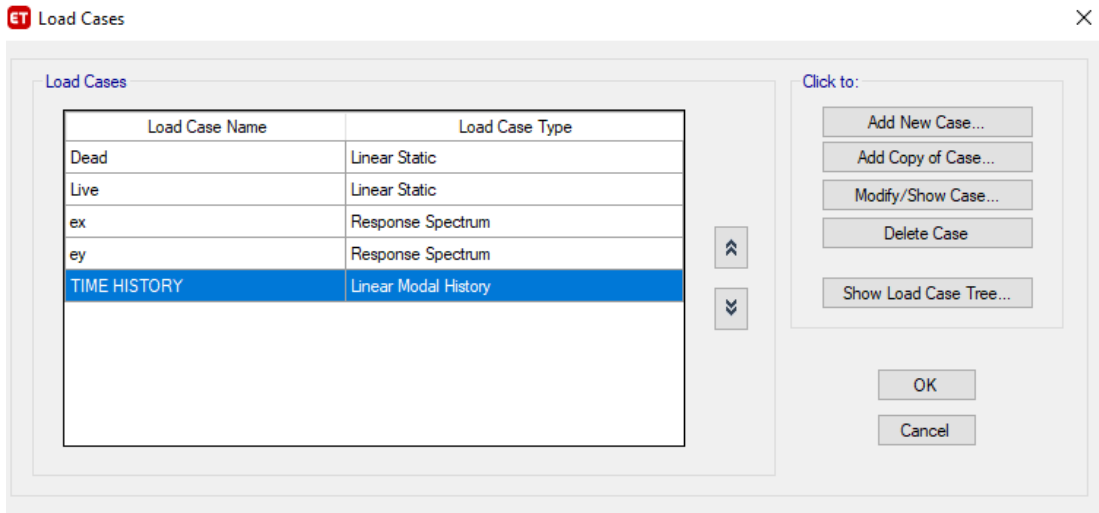 ET Load Cases
Load Cases
Load Case Name Load Case Type
Dead Linear Static
Live Linear Static
ex Response Spectrum
ey Response Spectrum
TIME HISTORY Linear Modal History
Click to:
Add New Case...
Add Copy of Case...
Modify/Show Case...
Delete Case
Show Load Case Tree...
OK
Cancel